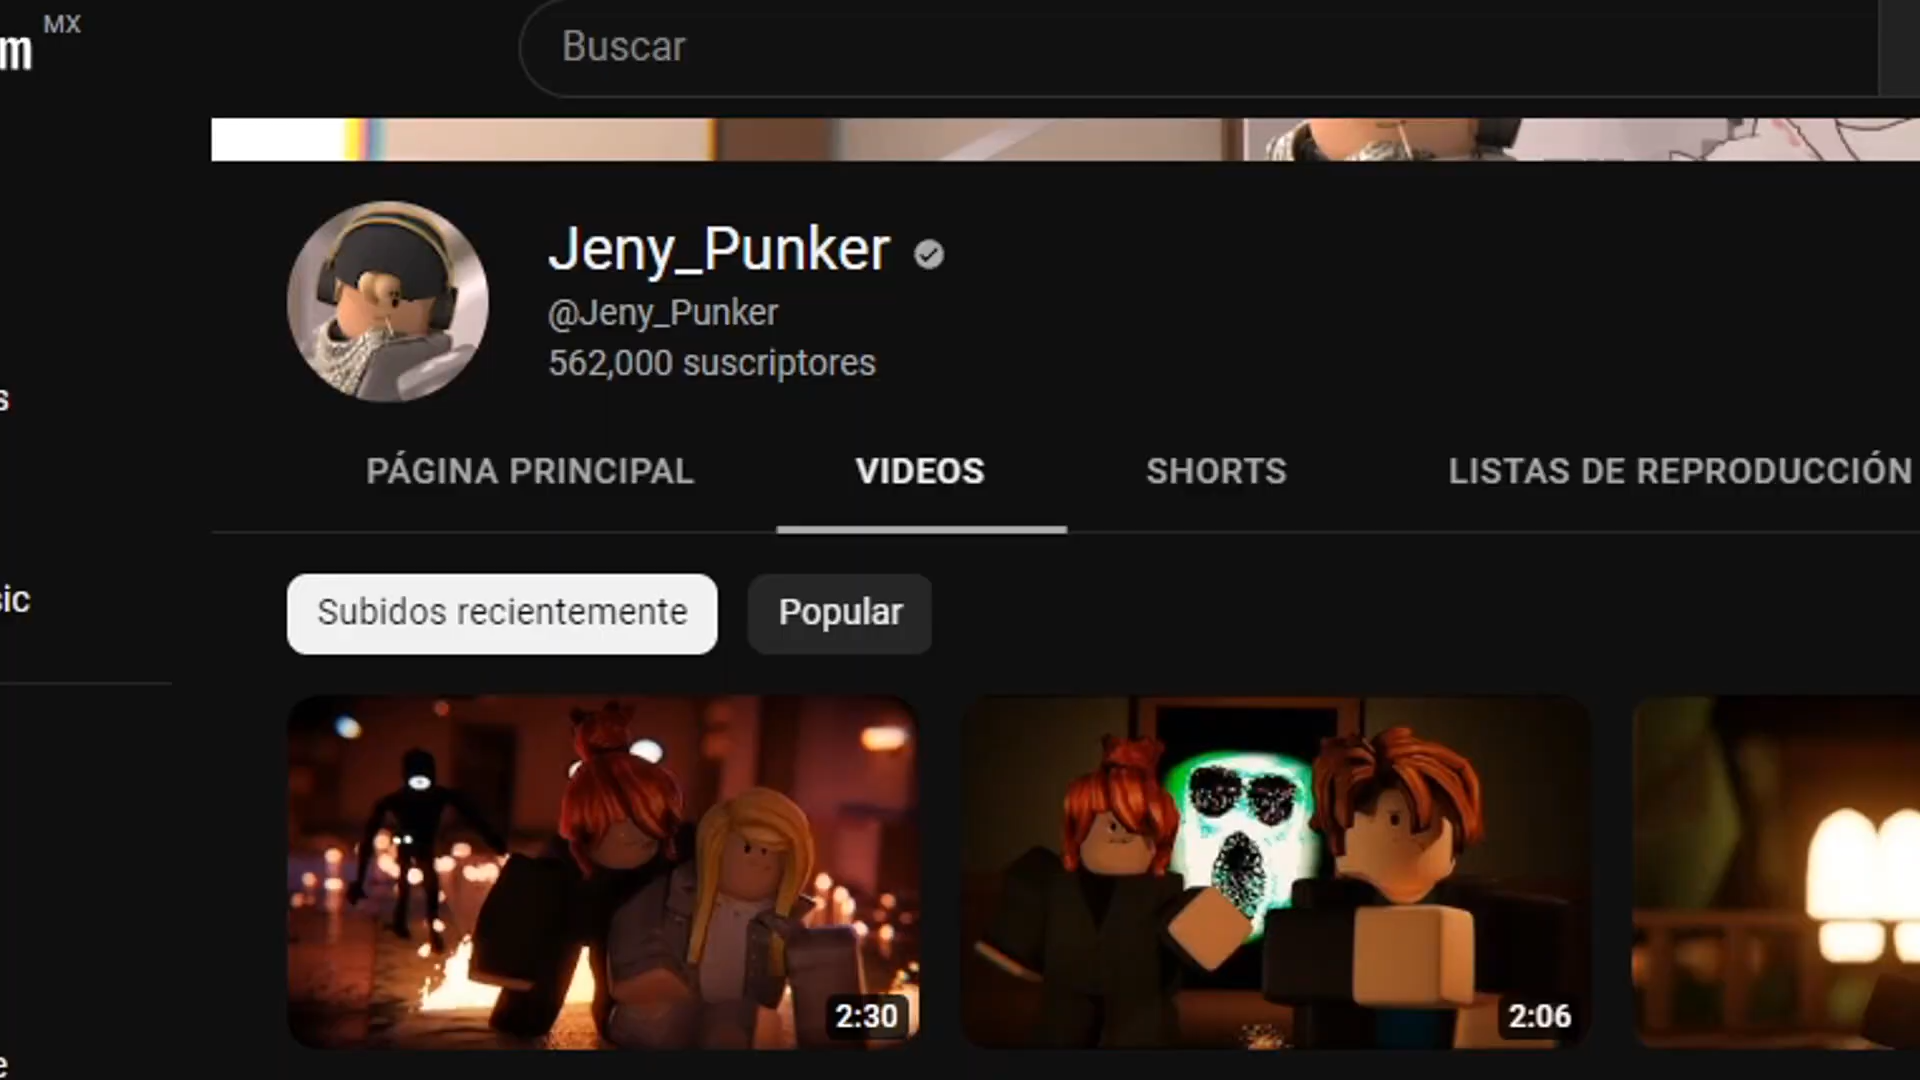 m MX
Buscar
Jeny_Punker
@Jeny_Punker
562,000 suscriptores
s
PÁGINA PRINCIPAL
VIDEOS
SHORTS
LISTAS DE REPRODUCCIÓN
sic
Subidos recientemente
Popular
2:30
2:06
e